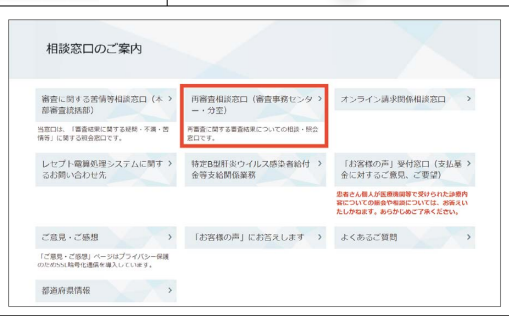 相談窓口のご案内
審査に関する苦情等相談窓口（本
部審査統括部）
当窓口は、「審査結果に関する疑問・不満・苦
情等」に関する照会窓口です。
再審査相談窓口（審査事務センタ
ー・分室）
再審査に関する審査結果についての相談・照会
窓口です。
オンライン請求関係相談窓口
レセプト電算処理システムに関す
るお問い合わせ先
特定B型肝炎ウイルス感染者給付
金等支給関係業務
「お客様の声」受付窓口（支払基
金に対するご意見、ご要望）
患者さん個人が医療機関等で受けられた診療内
容についての照会や相談については、お答えい
たしかねます。あらかじめご了承ください。
ご意見・ご感想
「ご意見・ご感想」ページはプライバシー保護
のためSSL暗号化通信を導入しています。
「お客様の声」にお答えします
よくあるご質問
都道府県情報